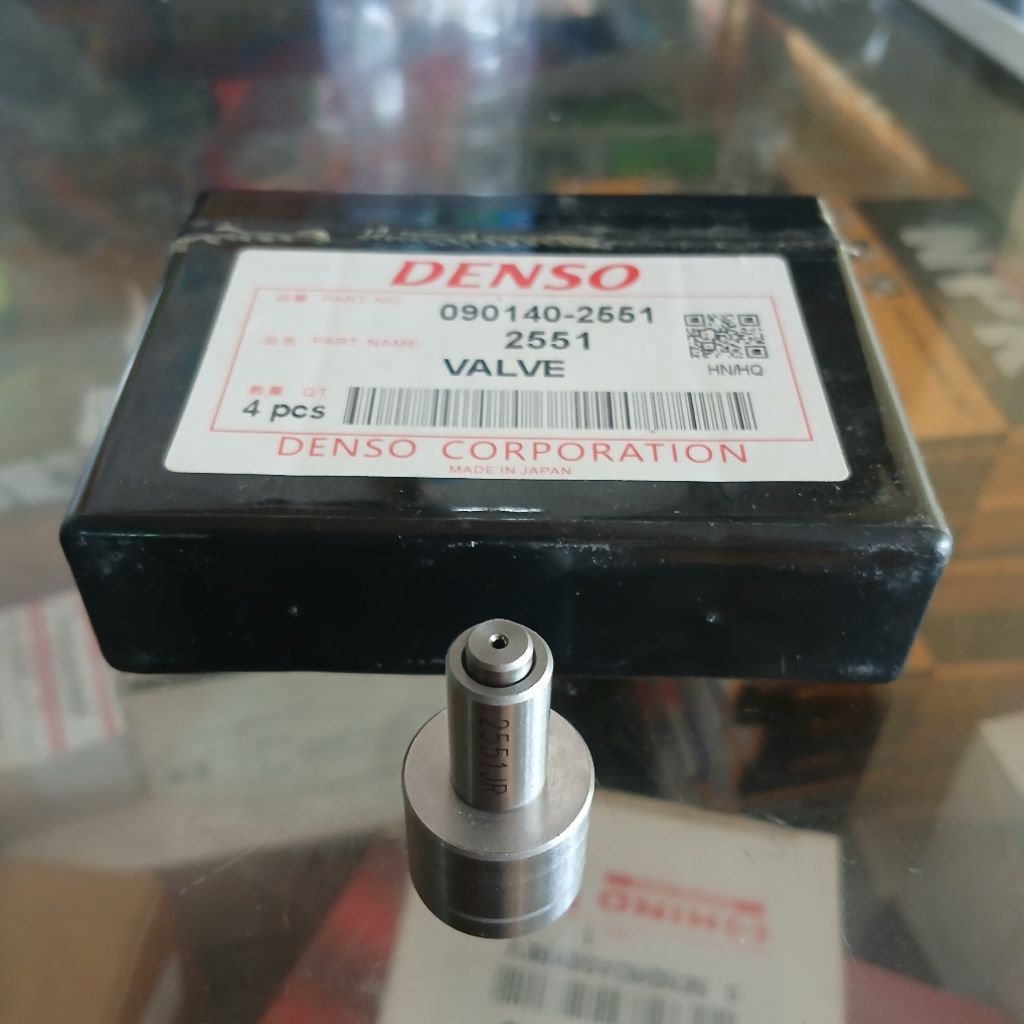 DENSO
品番 PART NO.
090140-2551
品名 PART NAME
2551
VALVE
HN/HQ
数量 QT
4 pcs
DENSO CORPORATION
MADE IN JAPAN
2551JR
HINO